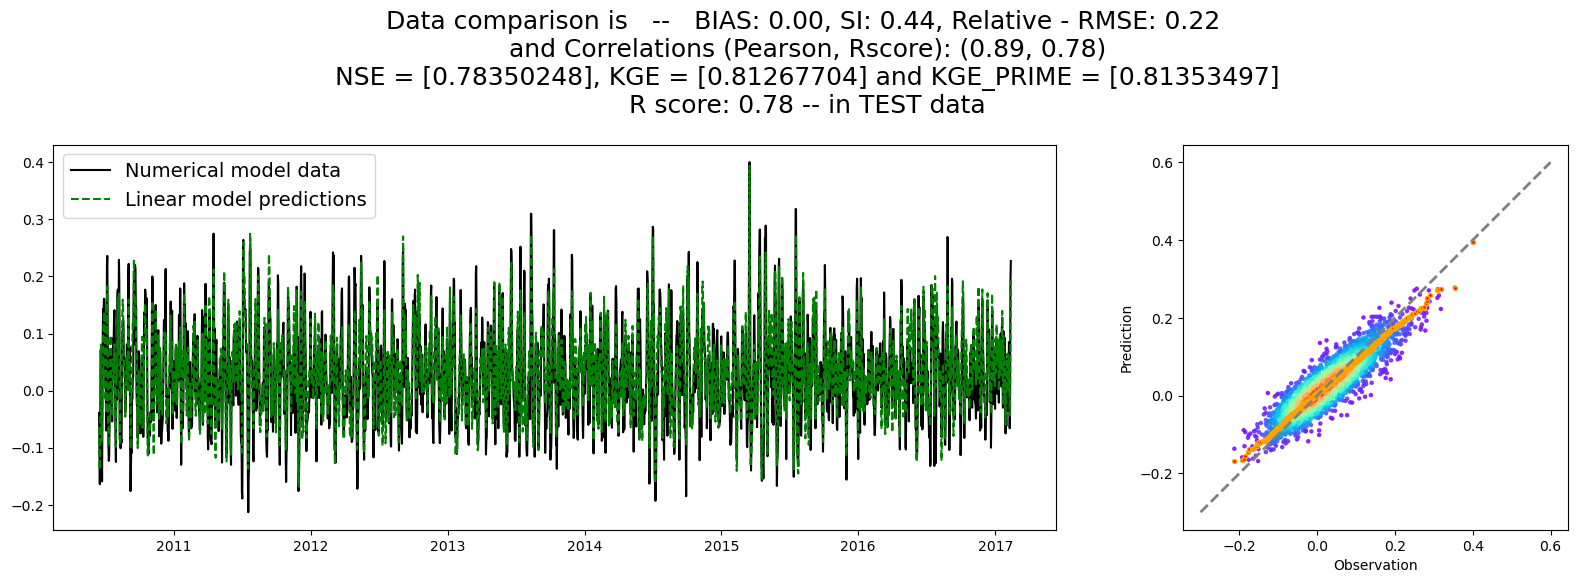 Data comparison is -- BIAS: 0.00, SI: 0.44, Relative - RMSE: 0.22
and Correlations (Pearson, Rscore): (0.89, 0.78)
NSE = [0.78350248], KGE = [0.81267704] and KGE_PRIME = [0.81353497]
R score: 0.78 -- in TEST data
Numerical model data
Linear model predictions
0.4
0.3
0.2
0.1
0.0
−0.1
−0.2
2011 2012 2013 2014 2015 2016 2017
Prediction
0.6
0.4
0.2
0.0
−0.2
−0.2 0.0 0.2 0.4 0.6
Observation